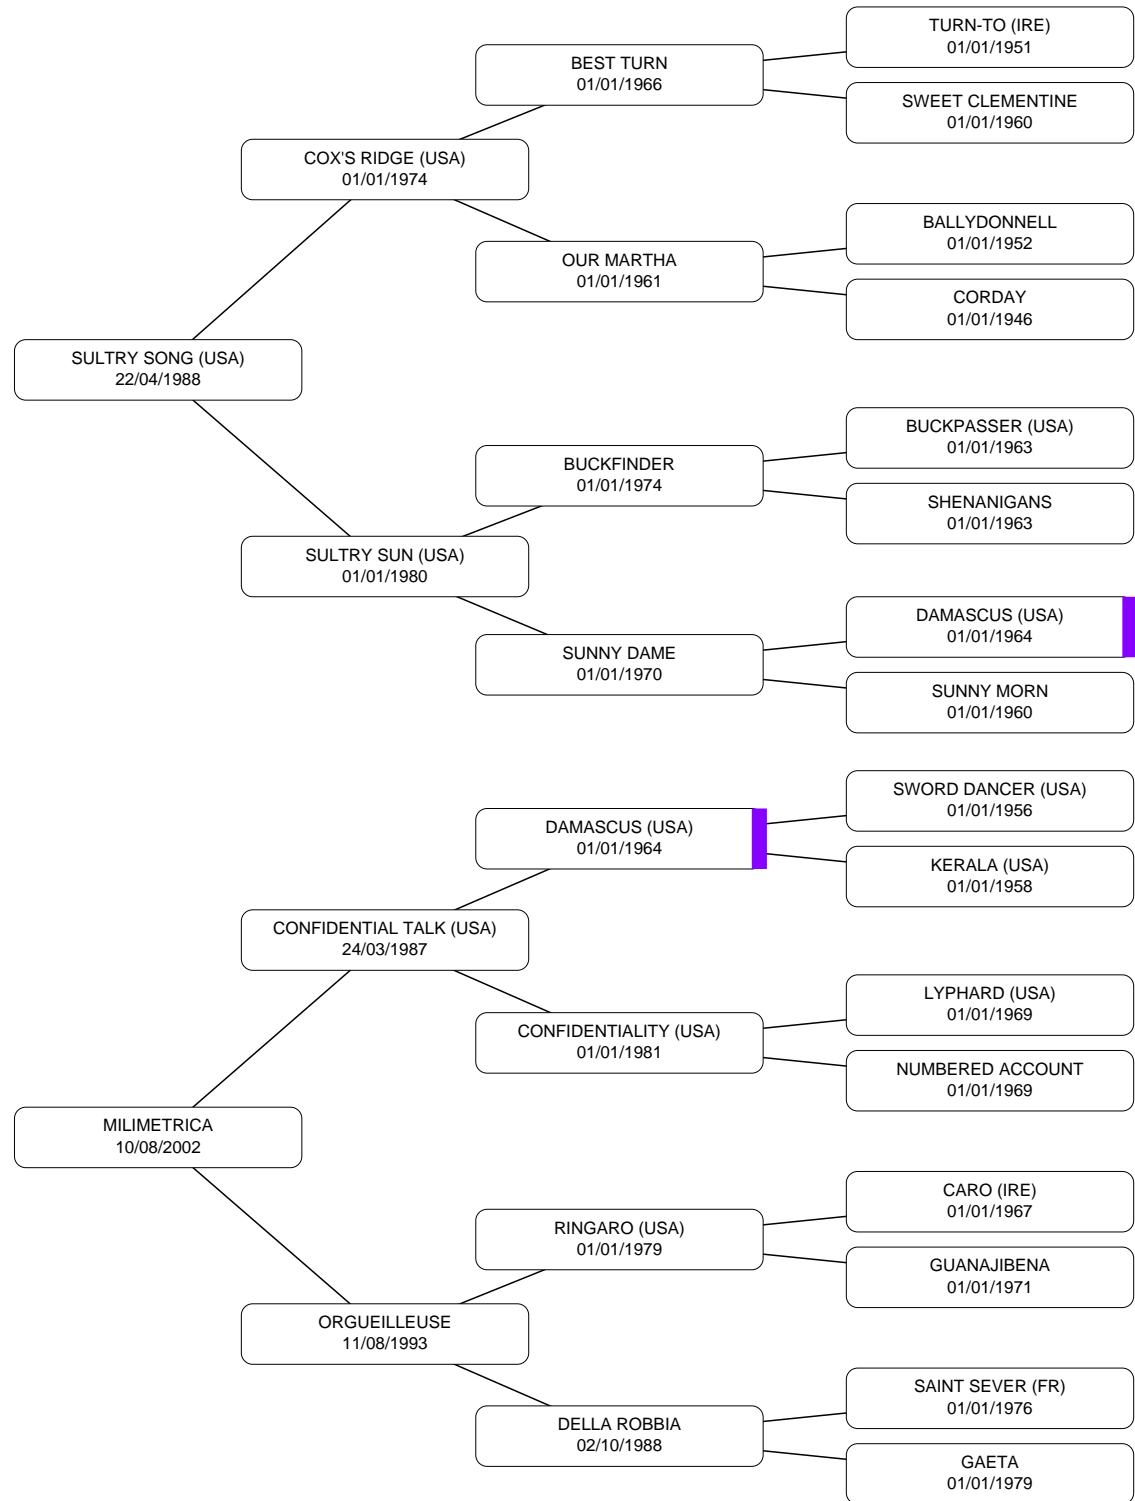 TURN-TO (IRE)
01/01/1951
BEST TURN
01/01/1966
SWEET CLEMENTINE
01/01/1960
COX'S RIDGE (USA)
01/01/1974
BALLYDONNELL
01/01/1952
OUR MARTHA
01/01/1961
CORDAY
01/01/1946
SULTRY SONG (USA)
22/04/1988
BUCKPASSER (USA)
01/01/1963
BUCKFINDER
01/01/1974
SHENANIGANS
01/01/1963
SULTRY SUN (USA)
01/01/1980
DAMASCUS (USA)
01/01/1964
SUNNY DAME
01/01/1970
SUNNY MORN
01/01/1960
SWORD DANCER (USA)
01/01/1956
DAMASCUS (USA)
01/01/1964
KERALA (USA)
01/01/1958
CONFIDENTIAL TALK (USA)
24/03/1987
LYPHARD (USA)
01/01/1969
CONFIDENTIALITY (USA)
01/01/1981
NUMBERED ACCOUNT
01/01/1969
MILIMETRICA
10/08/2002
CARO (IRE)
01/01/1967
RINGARO (USA)
01/01/1979
GUANAJIBENA
01/01/1971
ORGUEILLEUSE
11/08/1993
SAINT SEVER (FR)
01/01/1976
DELLA ROBBIA
02/10/1988
GAETA
01/01/1979